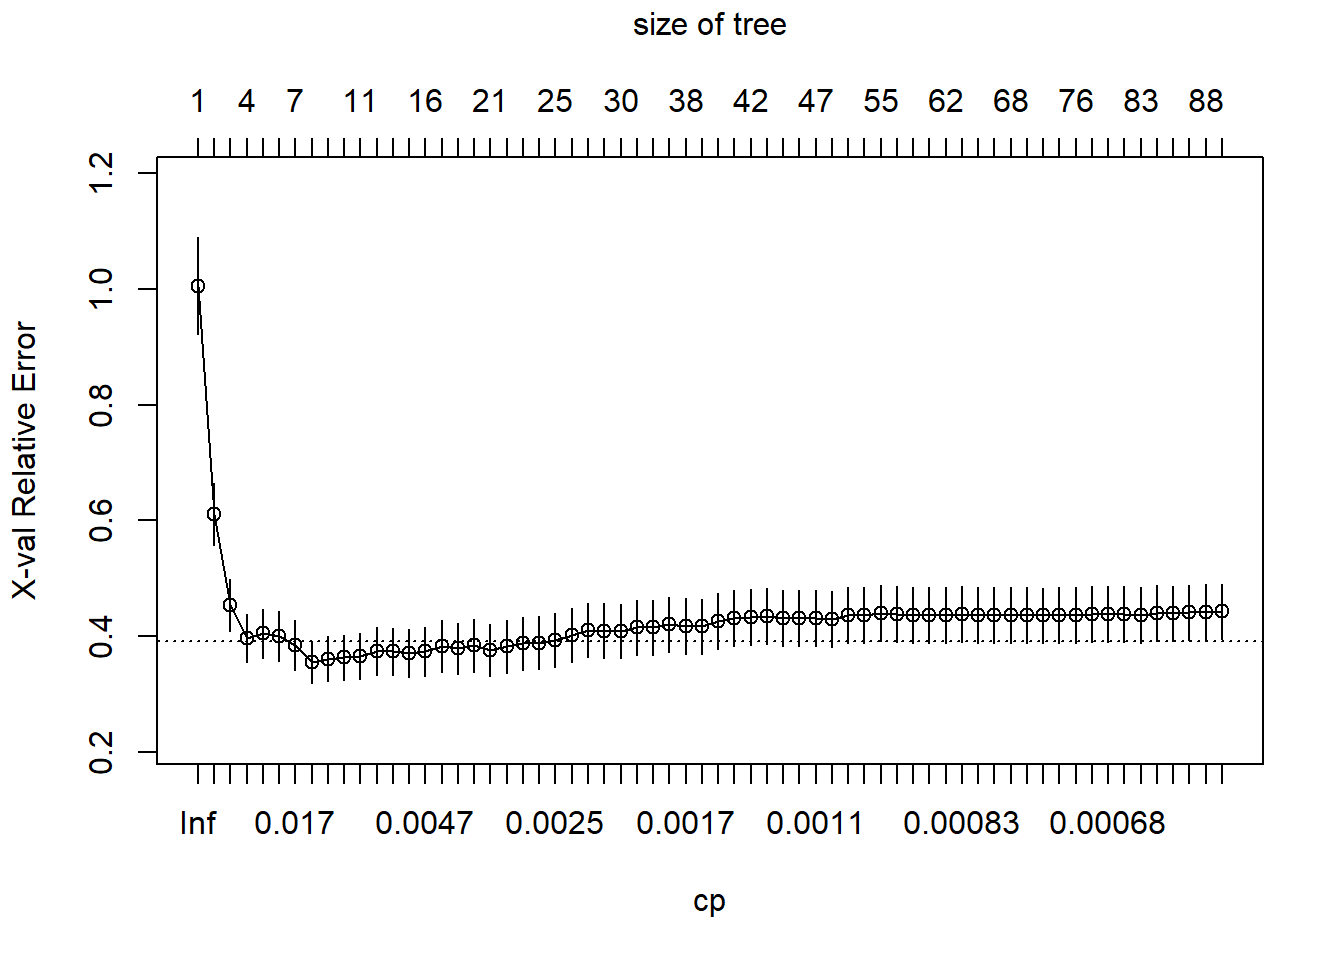 size of tree
1 4 7 11 16 21 25 30 38 42 47 55 62 68 76 83 88
1.2
1.0
0.8
0.6
0.4
0.2
X-val Relative Error
Inf 0.017 0.0047 0.0025 0.0017 0.0011 0.00083 0.00068
cp